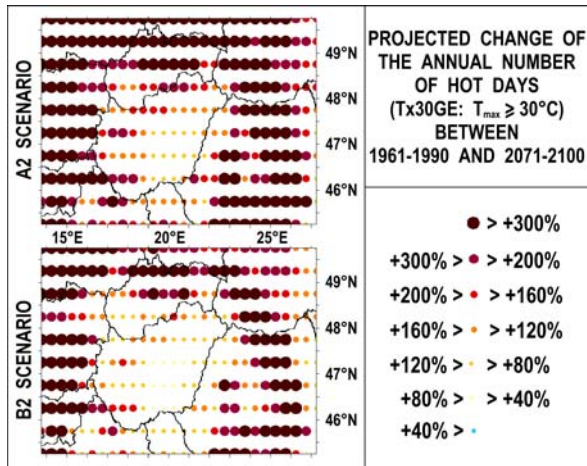 A2 SCENARIO
49°N
48°N
47°N
46°N
15°E 20°E 25°E
B2 SCENARIO
49°N
48°N
47°N
46°N
PROJECTED CHANGE OF
THE ANNUAL NUMBER
OF HOT DAYS
(Tx30GE: Tmax ⩾ 30°C)
BETWEEN
1961-1990 AND 2071-2100
> +300%
+300% > > +200%
+200% > > +160%
+160% > > +120%
+120% > > +80%
+80% > > +40%
+40% >